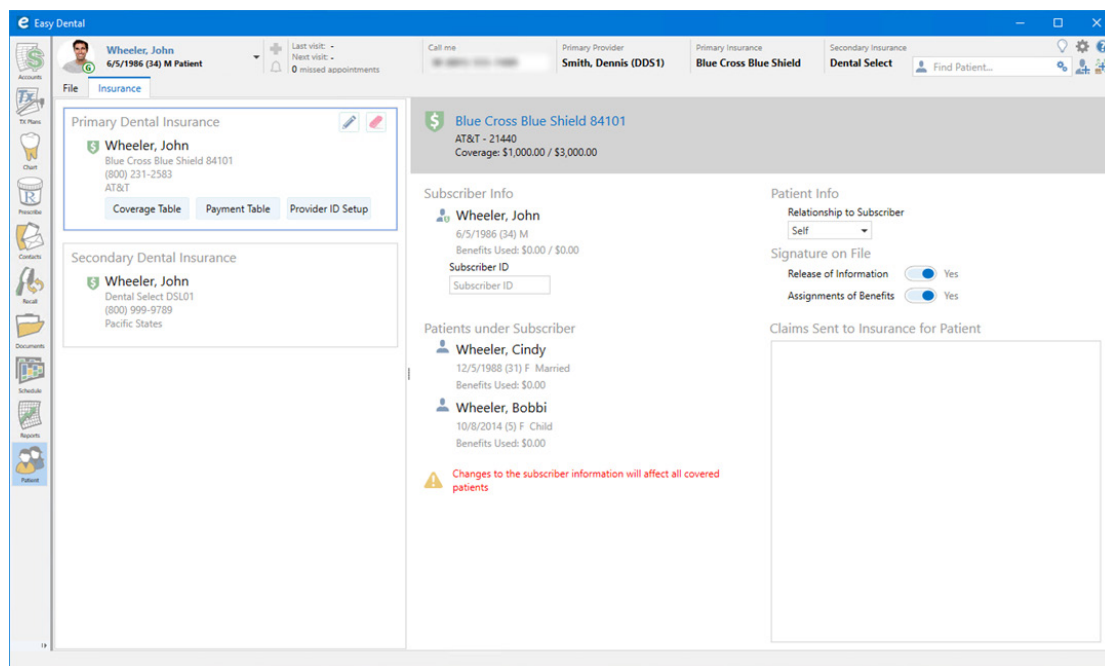 Easy Dental
Wheeler, John
6/5/1986 (34) M Patient
Last visit: -
Next visit: -
0 missed appointments
Call me
Primary Provider
Smith, Dennis (DDS1)
Primary Insurance
Blue Cross Blue Shield
Secondary Insurance
Dental Select
Find Patient...
Accounts
TX Plans
Chart
Prescribe
Contacts
Recall
Documents
Schedule
Reports
Patient
File Insurance
Primary Dental Insurance
Wheeler, John
Blue Cross Blue Shield 84101
(800) 231-2583
AT&T
Coverage Table Payment Table Provider ID Setup
Secondary Dental Insurance
Wheeler, John
Dental Select DSL01
(800) 999-9789
Pacific States
Blue Cross Blue Shield 84101
AT&T - 21440
Coverage: $1,000.00 / $3,000.00
Subscriber Info
Wheeler, John
6/5/1986 (34) M
Benefits Used: $0.00 / $0.00
Subscriber ID
Subscriber ID
Patients under Subscriber
Wheeler, Cindy
12/5/1988 (31) F Married
Benefits Used: $0.00
Wheeler, Bobbi
10/8/2014 (5) F Child
Benefits Used: $0.00
Changes to the subscriber information will affect all covered
patients
Patient Info
Relationship to Subscriber
Self
Signature on File
Release of Information Yes
Assignments of Benefits Yes
Claims Sent to Insurance for Patient